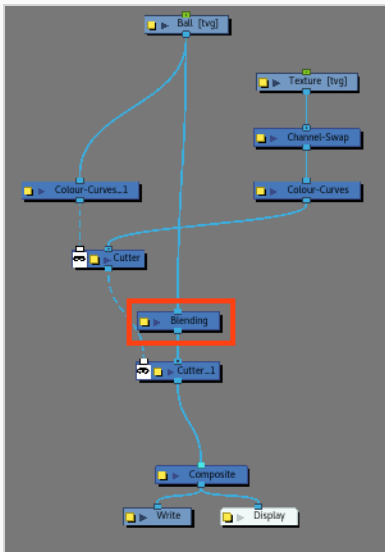 Ball [tvg]
Texture [tvg]
Channel-Swap
Colour-Curves_1
Colour-Curves
Cutter
Blending
Cutter_1
Composite
Write
Display